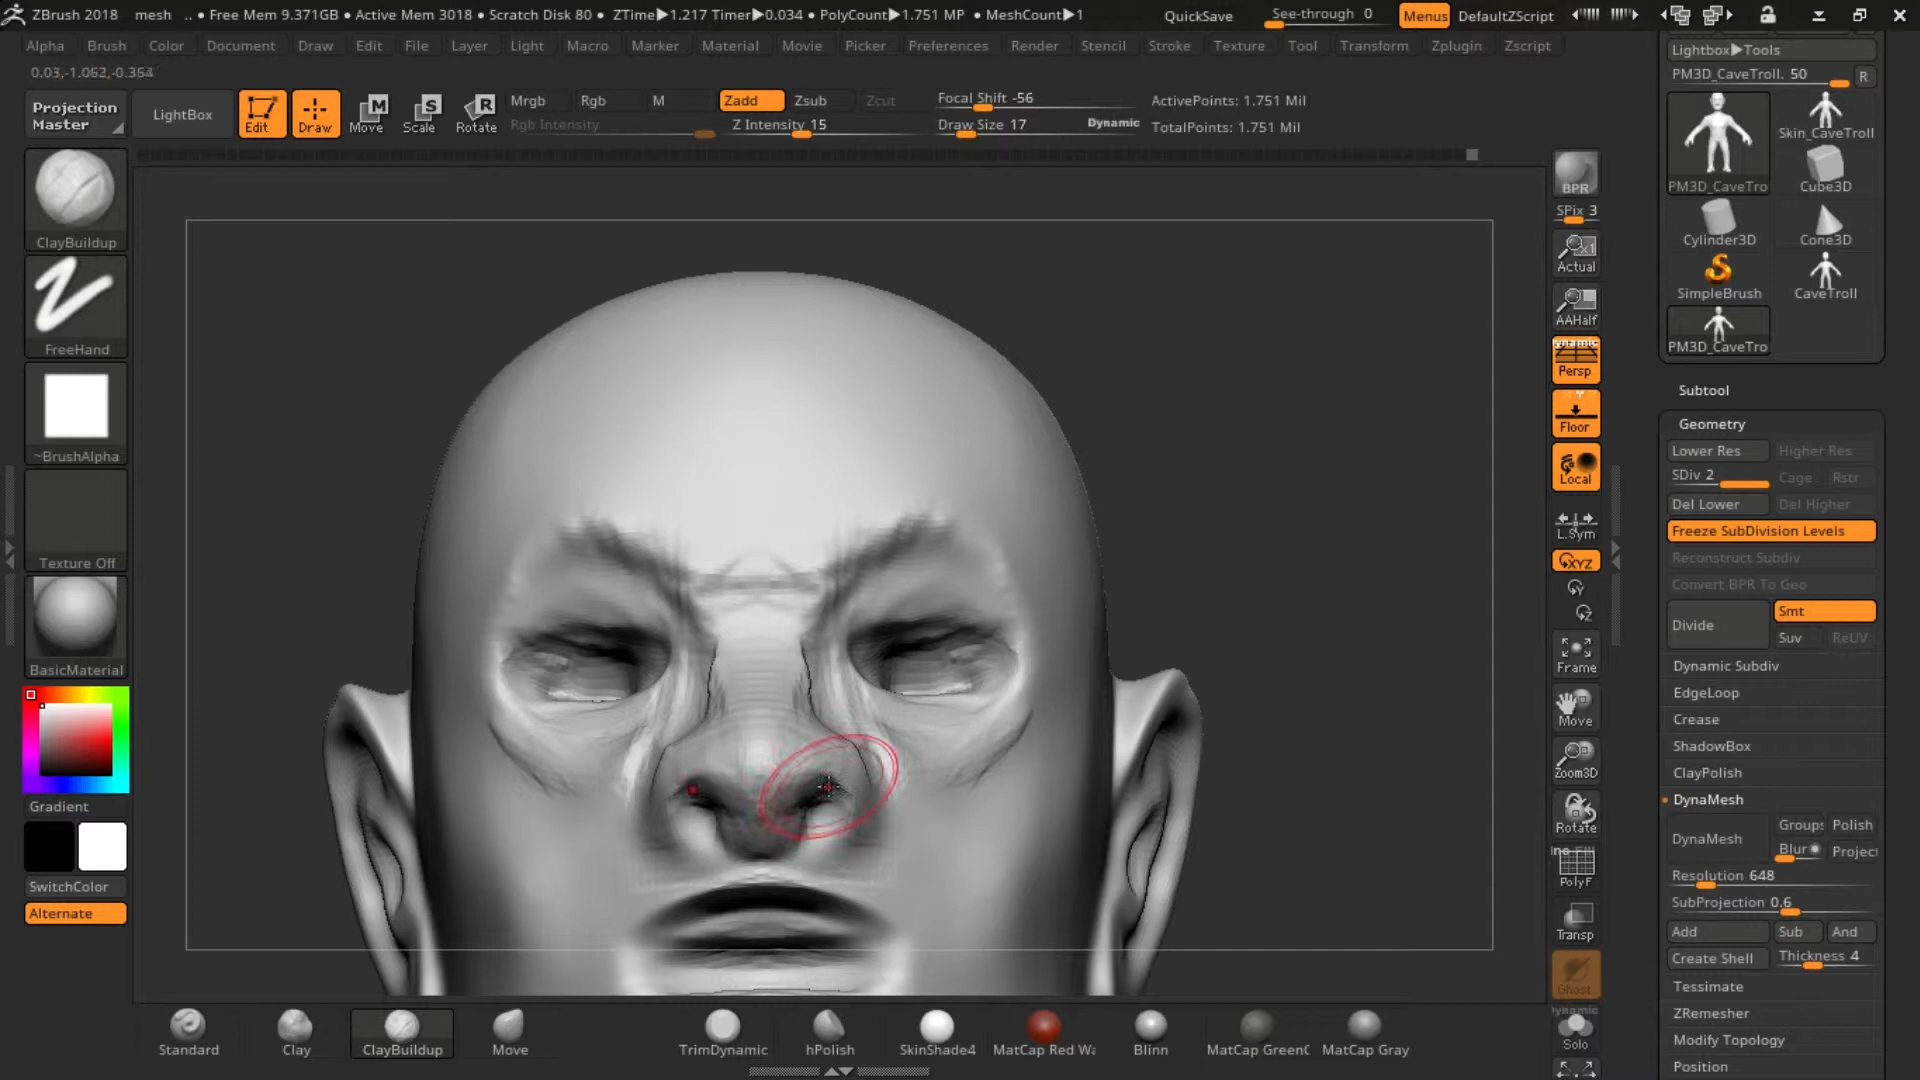 ZBrush 2018 mesh .. • Free Mem 9.371GB • Active Mem 3018 • Scratch Disk 80 • ZTime▶1.217 Timer▶0.034 • PolyCount▶1.751 MP • MeshCount▶1
QuickSave
See-through 0
Menus
DefaultZScript
Alpha Brush Color Document Draw Edit File Layer Light Macro Marker Material Movie Picker Preferences Render Stencil Stroke Texture Tool Transform Zplugin Zscript
Lightbox▶Tools
0.03,-1.062,-0.364
PM3D_CaveTroll. 50
R
Projection
Master
LightBox
Edit
Draw
Move
Scale
Rotate
Mrgb
Rgb
M
Rgb Intensity
Zadd
Zsub
Zcut
Z Intensity 15
Focal Shift -56
Draw Size 17
Dynamic
ActivePoints: 1.751 Mil
TotalPoints: 1.751 Mil
ClayBuildup
FreeHand
~BrushAlpha
Texture Off
BasicMaterial
Gradient
SwitchColor
Alternate
BPR
SPix 3
Actual
AAHalf
Dynamic
Persp
Floor
Local
L.Sym
XYZ
Y
Z
Frame
Move
Zoom3D
Rotate
PolyF
Transp
Ghost
Dynamic
Solo
PM3D_CaveTro
Skin_CaveTroll
Cube3D
Cylinder3D
Cone3D
SimpleBrush
CaveTroll
PM3D_CaveTro
Subtool
Geometry
Lower Res
Higher Res
SDiv 2
Cage
Rstr
Del Lower
Del Higher
Freeze SubDivision Levels
Reconstruct Subdiv
Convert BPR To Geo
Divide
Smt
Suv
ReUV
Dynamic Subdiv
EdgeLoop
Crease
ShadowBox
ClayPolish
DynaMesh
DynaMesh
Groups
Polish
Blur
Project
Resolution 648
SubProjection 0.6
Add
Sub
And
Create Shell
Thickness 4
Tessimate
ZRemesher
Modify Topology
Position
Standard
Clay
ClayBuildup
Move
TrimDynamic
hPolish
SkinShade4
MatCap Red Wa
Blinn
MatCap GreenC
MatCap Gray